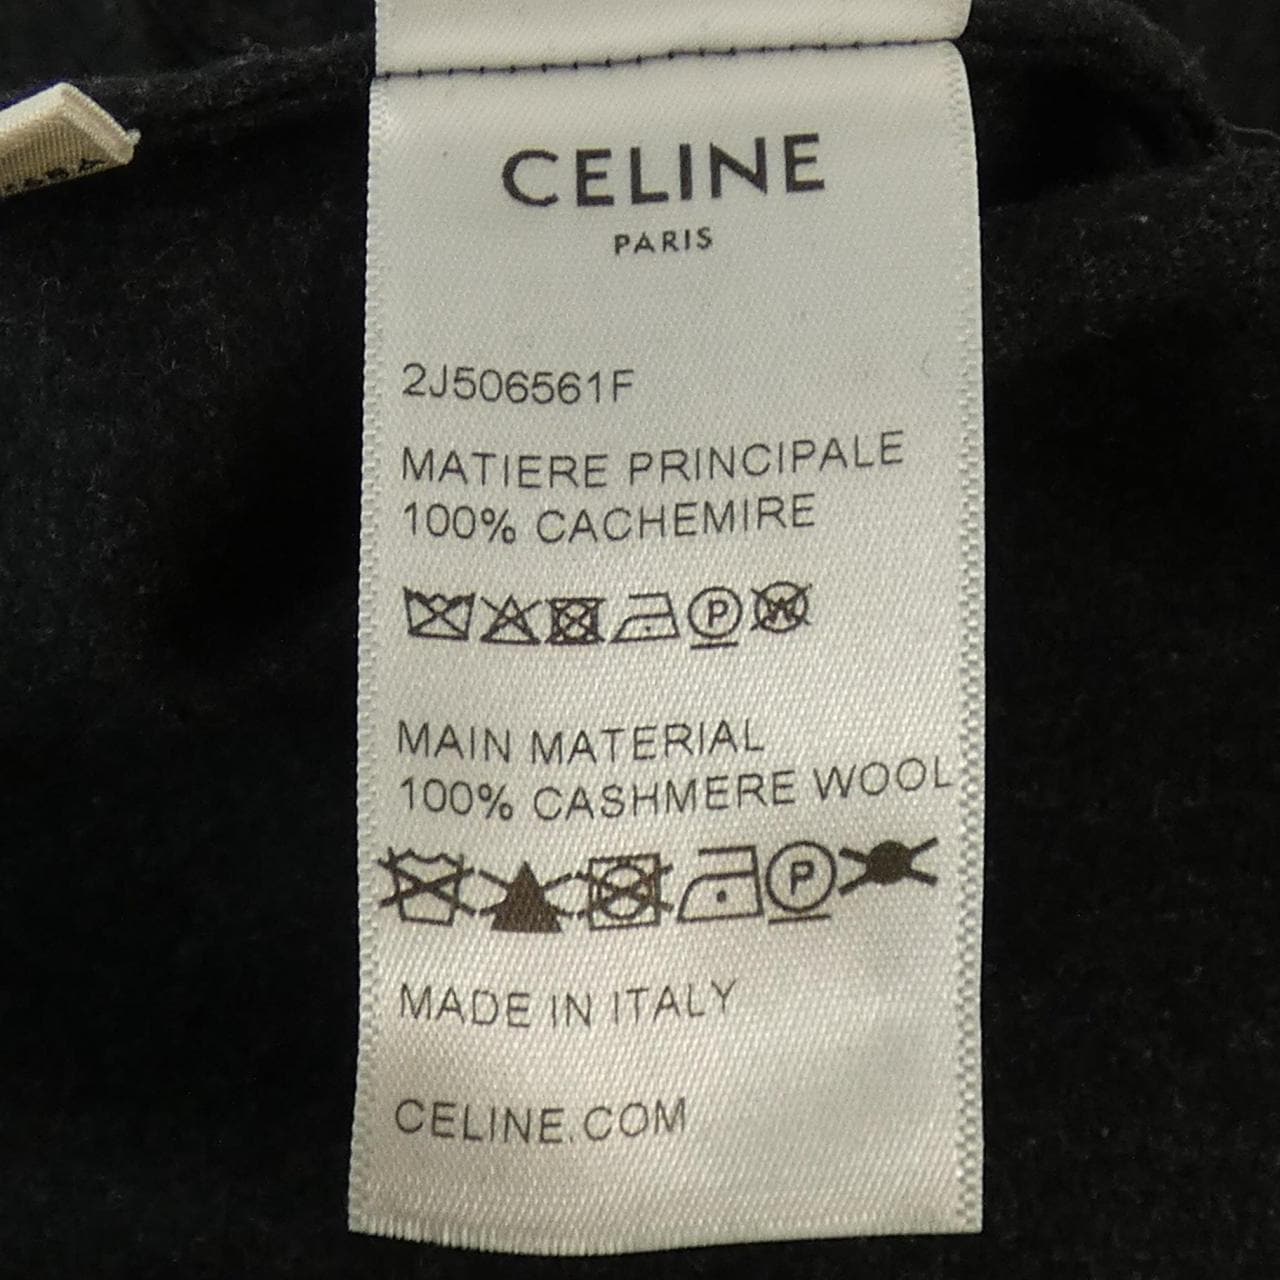 CELINE
PARIS
2J506561F
MATIERE PRINCIPALE
100% CACHEMIRE
P W
MAIN MATERIAL
100% CASHMERE WOOL
P
MADE IN ITALY
CELINE.COM